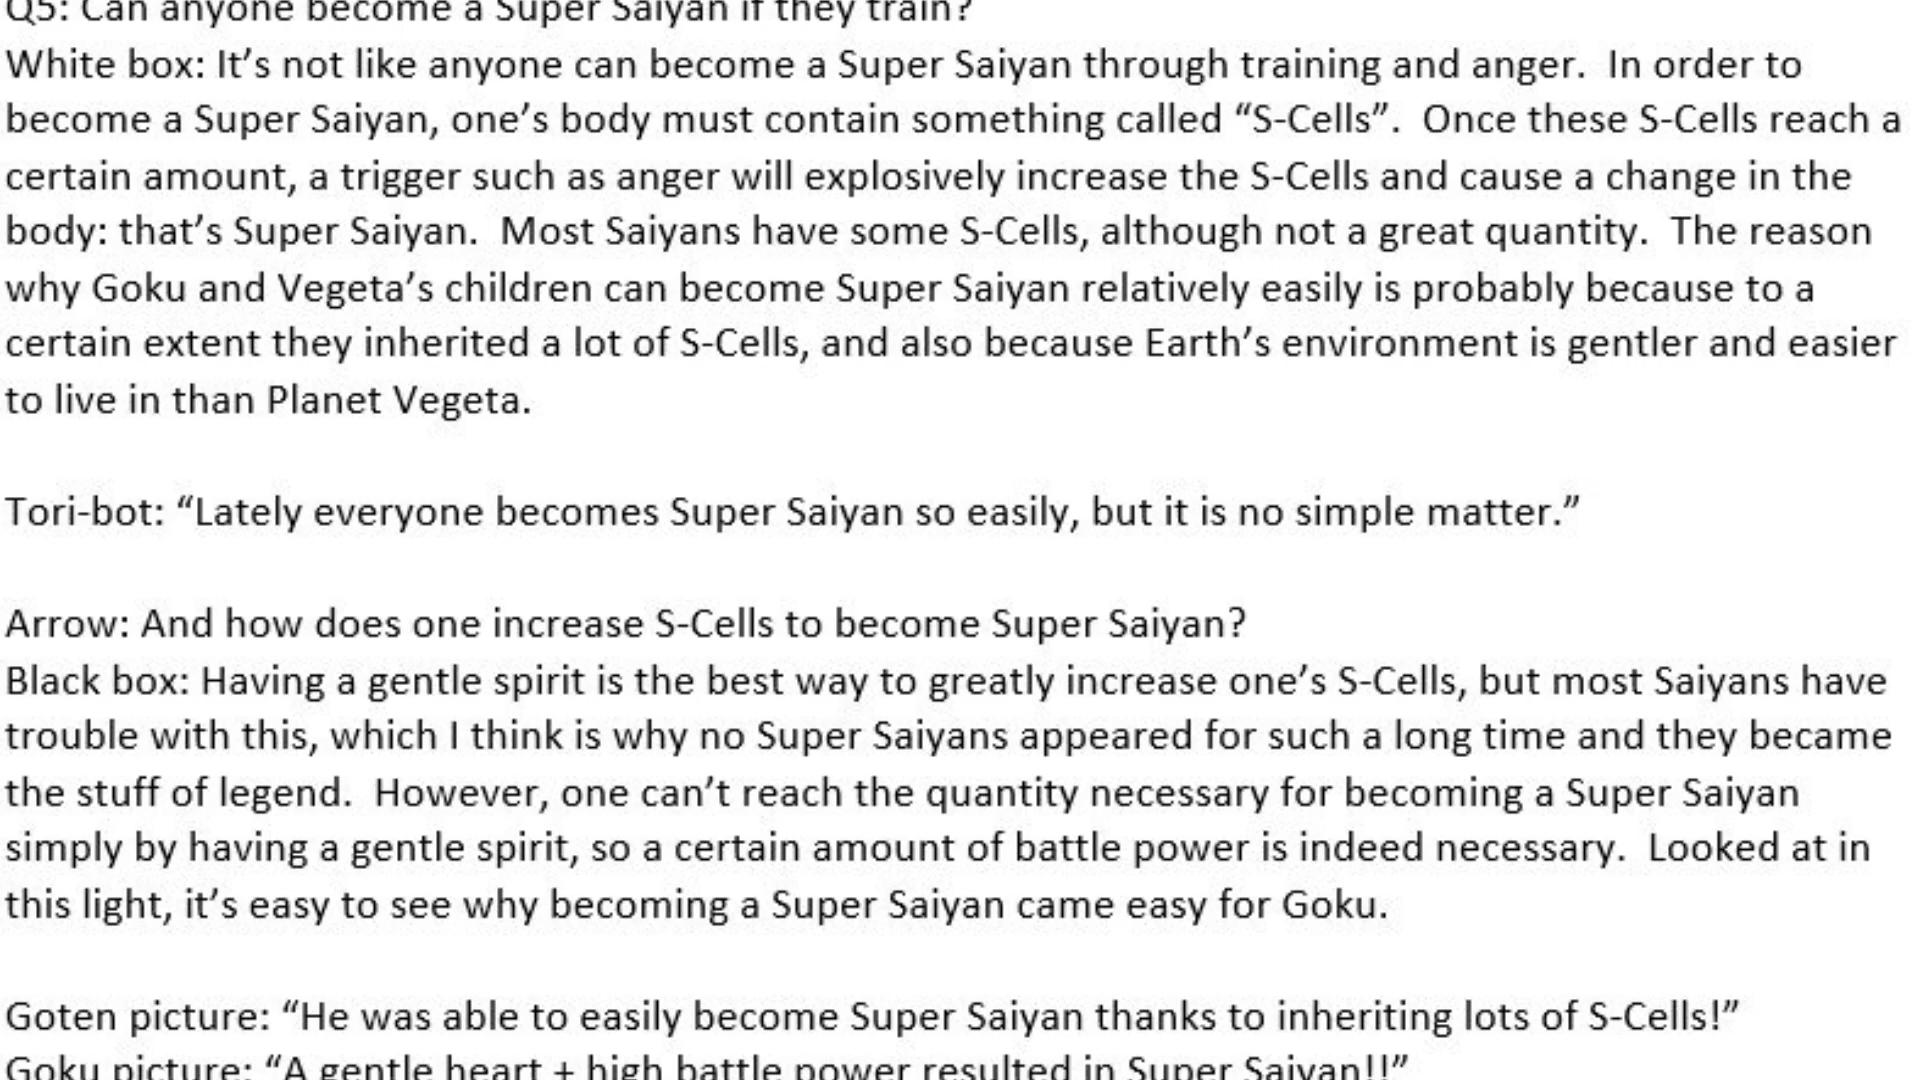 Q5: Can anyone become a Super Saiyan if they train?
White box: It’s not like anyone can become a Super Saiyan through training and anger.  In order to
become a Super Saiyan, one’s body must contain something called “S-Cells”.  Once these S-Cells reach a
certain amount, a trigger such as anger will explosively increase the S-Cells and cause a change in the
body: that’s Super Saiyan.  Most Saiyans have some S-Cells, although not a great quantity.  The reason
why Goku and Vegeta’s children can become Super Saiyan relatively easily is probably because to a
certain extent they inherited a lot of S-Cells, and also because Earth’s environment is gentler and easier
to live in than Planet Vegeta.
Tori-bot: “Lately everyone becomes Super Saiyan so easily, but it is no simple matter.”
Arrow: And how does one increase S-Cells to become Super Saiyan?
Black box: Having a gentle spirit is the best way to greatly increase one’s S-Cells, but most Saiyans have
trouble with this, which I think is why no Super Saiyans appeared for such a long time and they became
the stuff of legend.  However, one can’t reach the quantity necessary for becoming a Super Saiyan
simply by having a gentle spirit, so a certain amount of battle power is indeed necessary.  Looked at in
this light, it’s easy to see why becoming a Super Saiyan came easy for Goku.
Goten picture: “He was able to easily become Super Saiyan thanks to inheriting lots of S-Cells!”
Goku picture: “A gentle heart + high battle power resulted in Super Saiyan!!”